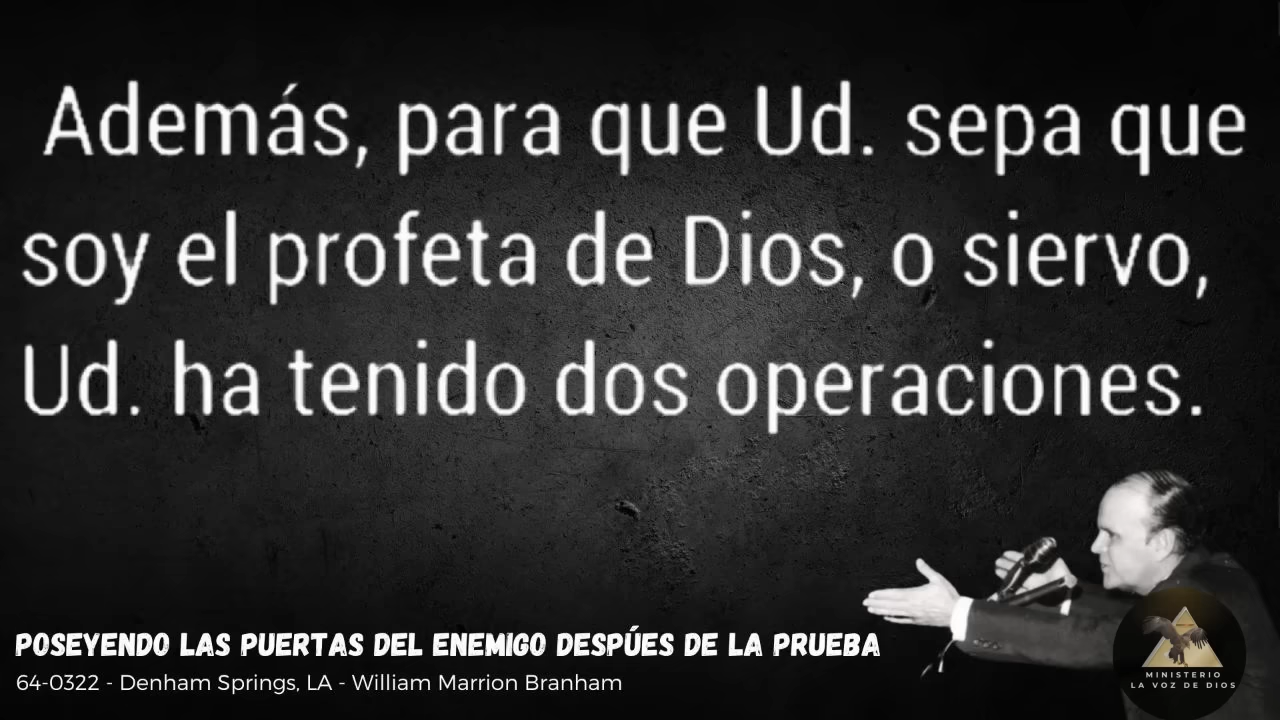 Además, para que Ud. sepa que
soy el profeta de Dios, o siervo,
Ud. ha tenido dos operaciones.
POSEYENDO LAS PUERTAS DEL ENEMIGO DESPÚES DE LA PRUEBA
64-0322 - Denham Springs, LA - William Marrion Branham
MINISTERIO
LA VOZ DE DIOS